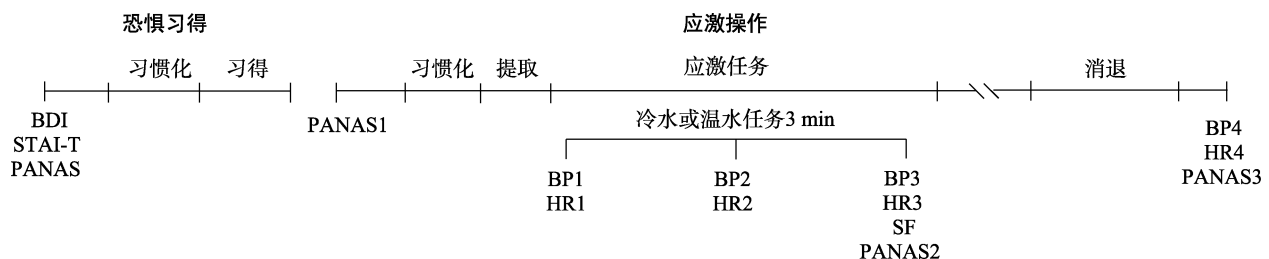 恐惧习得
应激操作
习惯化
习得
习惯化
提取
应激任务
消退
BDI
STAI-T
PANAS
PANAS1
冷水或温水任务3 min
BP1
HR1
BP2
HR2
BP3
HR3
SF
PANAS2
BP4
HR4
PANAS3